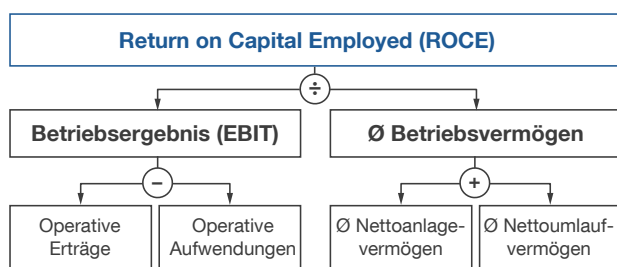 Return on Capital Employed (ROCE)
÷
Betriebsergebnis (EBIT)
Ø Betriebsvermögen
−
+
Operative
Erträge
Operative
Aufwendungen
Ø Nettoanlage-
vermögen
Ø Nettoumlauf-
vermögen